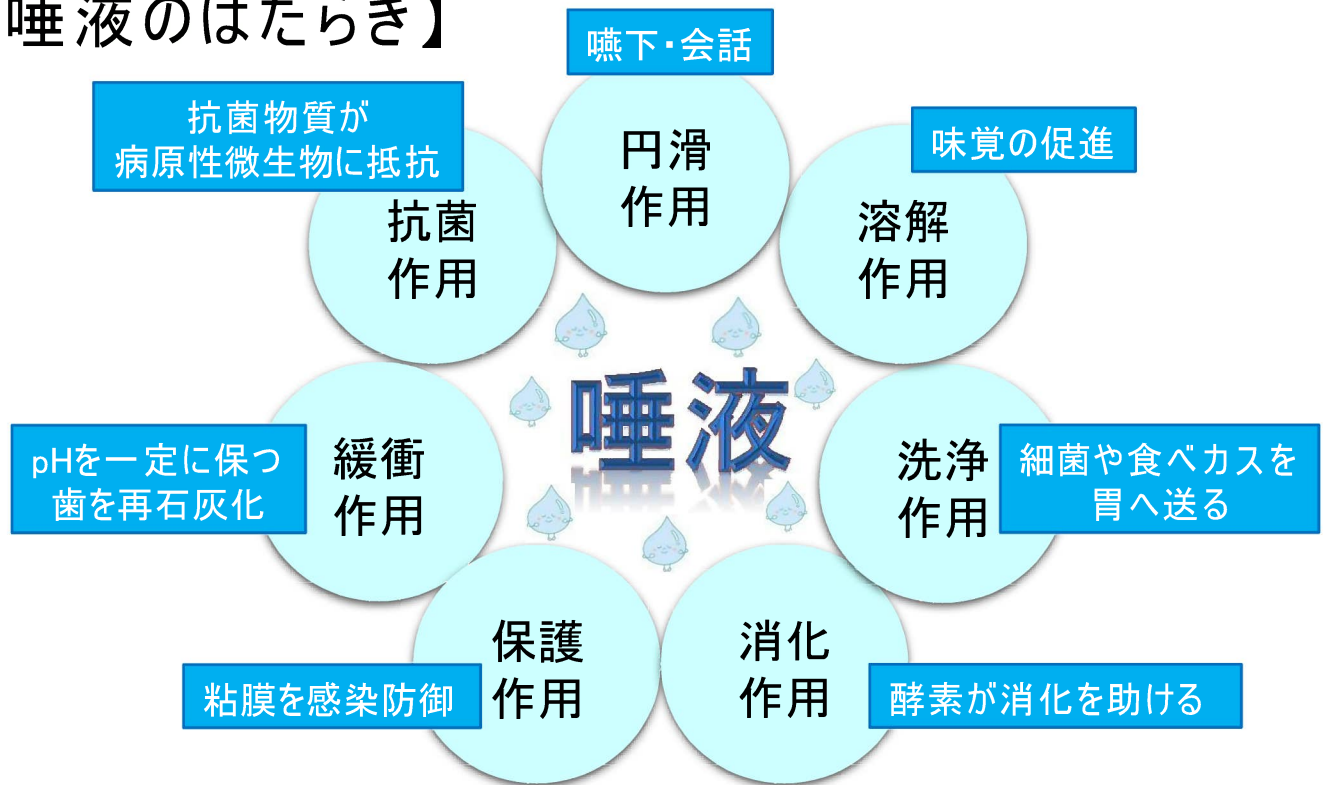 唾液のはたらき】
嚥下・会話
円滑
作用
味覚の促進
溶解
作用
細菌や食べカスを
胃へ送る
洗浄
作用
酵素が消化を助ける
消化
作用
粘膜を感染防御
保護
作用
pHを一定に保つ
歯を再石灰化
緩衝
作用
抗菌物質が
病原性微生物に抵抗
抗菌
作用
唾液